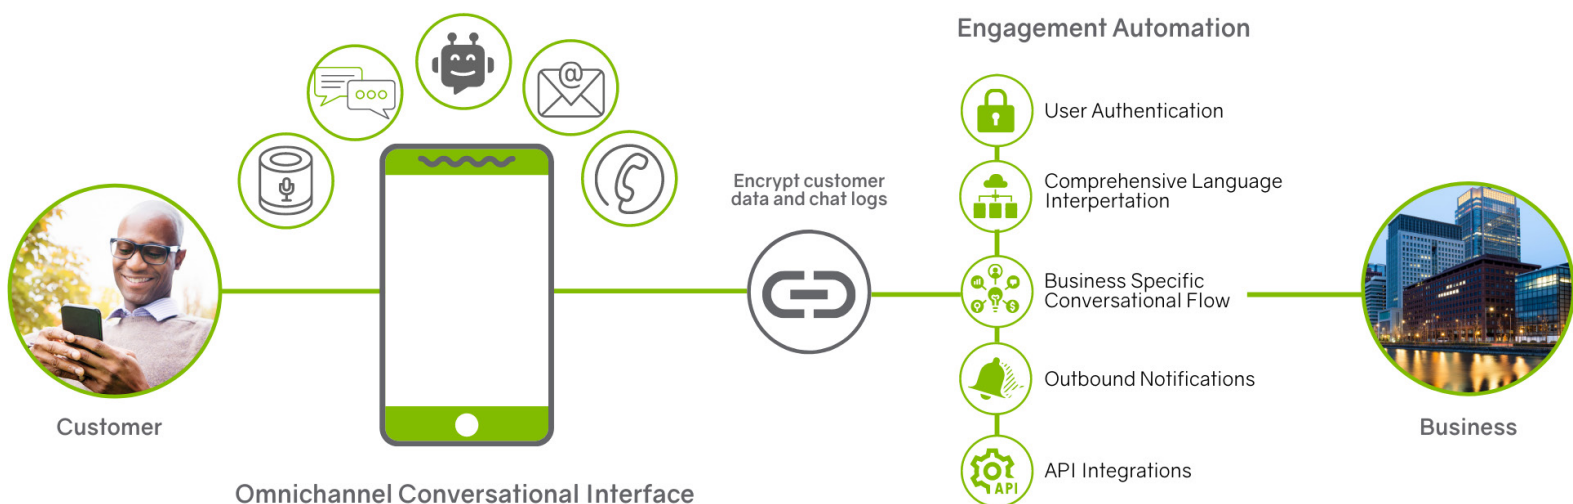 Engagement Automation
User Authentication
Comprehensive Language
Interpertation
Encrypt customer
data and chat logs
Business Specific
Conversational Flow
Outbound Notifications
API Integrations
API
@
$
Customer
Omnichannel Conversational Interface
Business